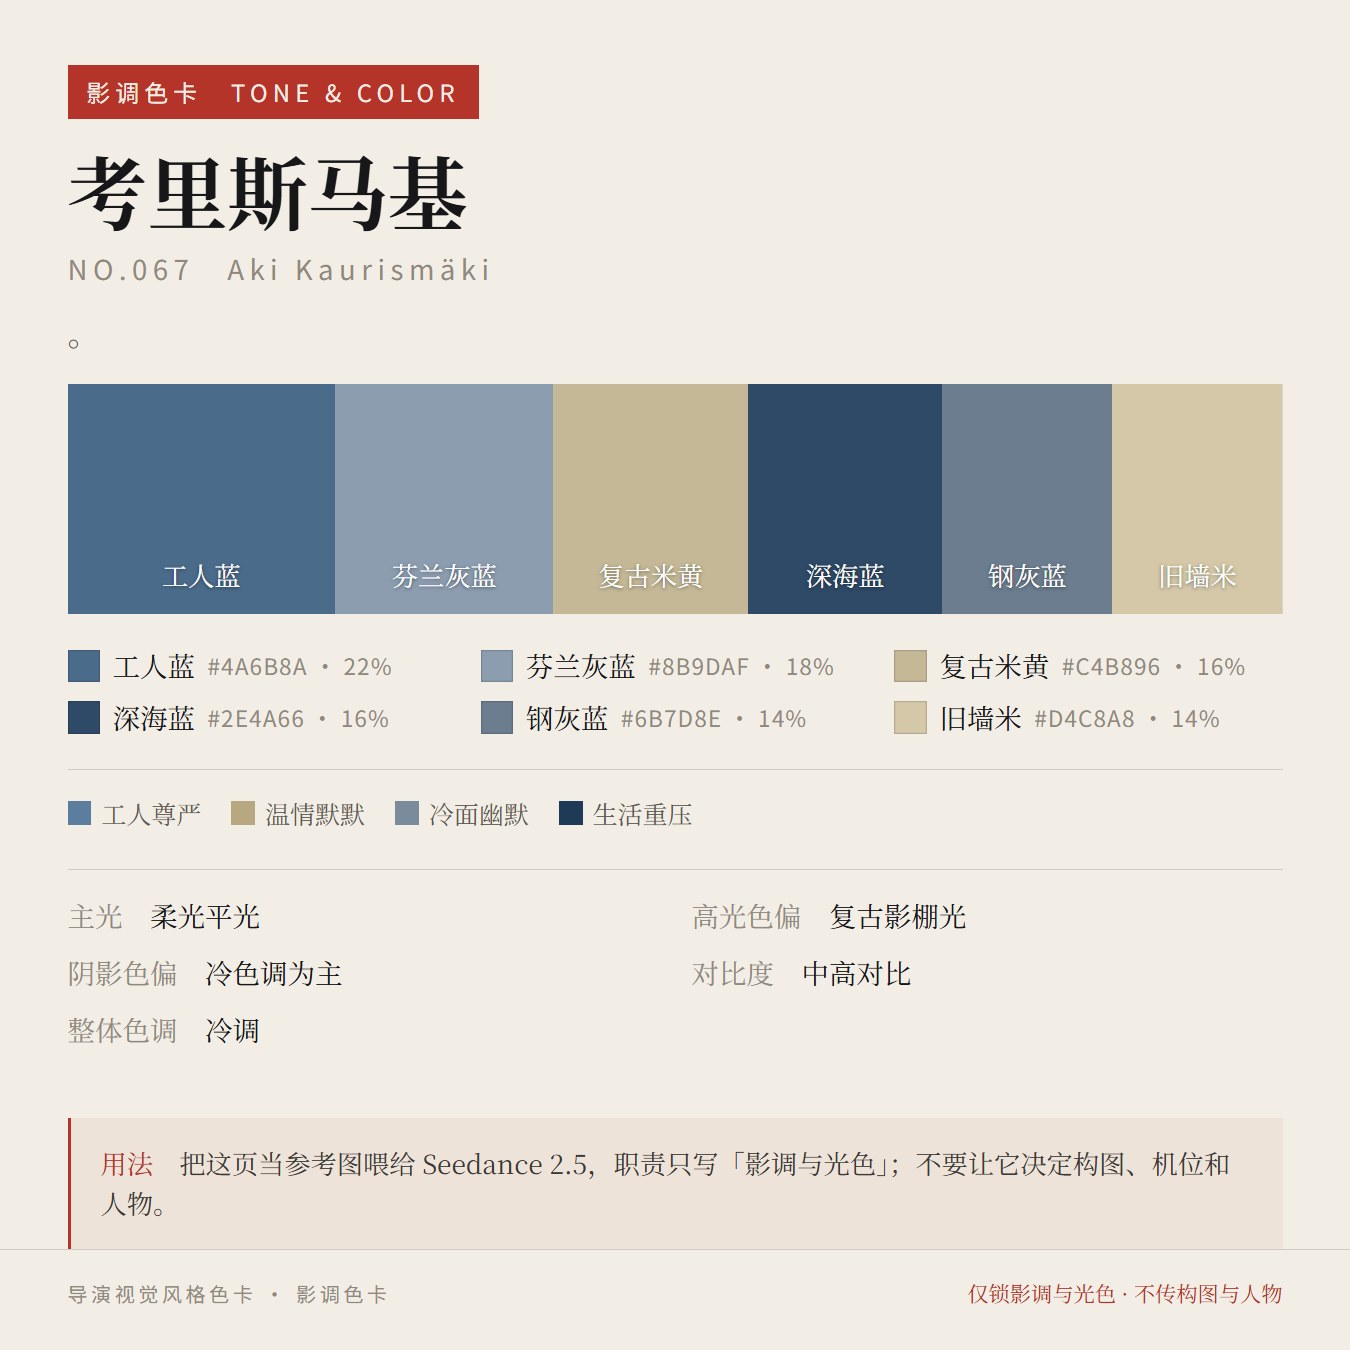 影调色卡 TONE & COLOR
考里斯马基
NO.067 Aki Kaurismäki
。
工人蓝 芬兰灰蓝 复古米黄 深海蓝 钢灰蓝 旧墙米
工人蓝 #4A6B8A • 22% 芬兰灰蓝 #8B9DAF • 18% 复古米黄 #C4B896 • 16%
深海蓝 #2E4A66 • 16% 钢灰蓝 #6B7D8E • 14% 旧墙米 #D4C8A8 • 14%
工人尊严 温情默默 冷面幽默 生活重压
主光 柔光平光 高光色偏 复古影棚光
阴影色偏 冷色调为主 对比度 中高对比
整体色调 冷调
用法 把这页当参考图喂给 Seedance 2.5，职责只写「影调与光色」；不要让它决定构图、机位和
人物。
导演视觉风格色卡 • 影调色卡 仅锁影调与光色 · 不传构图与人物